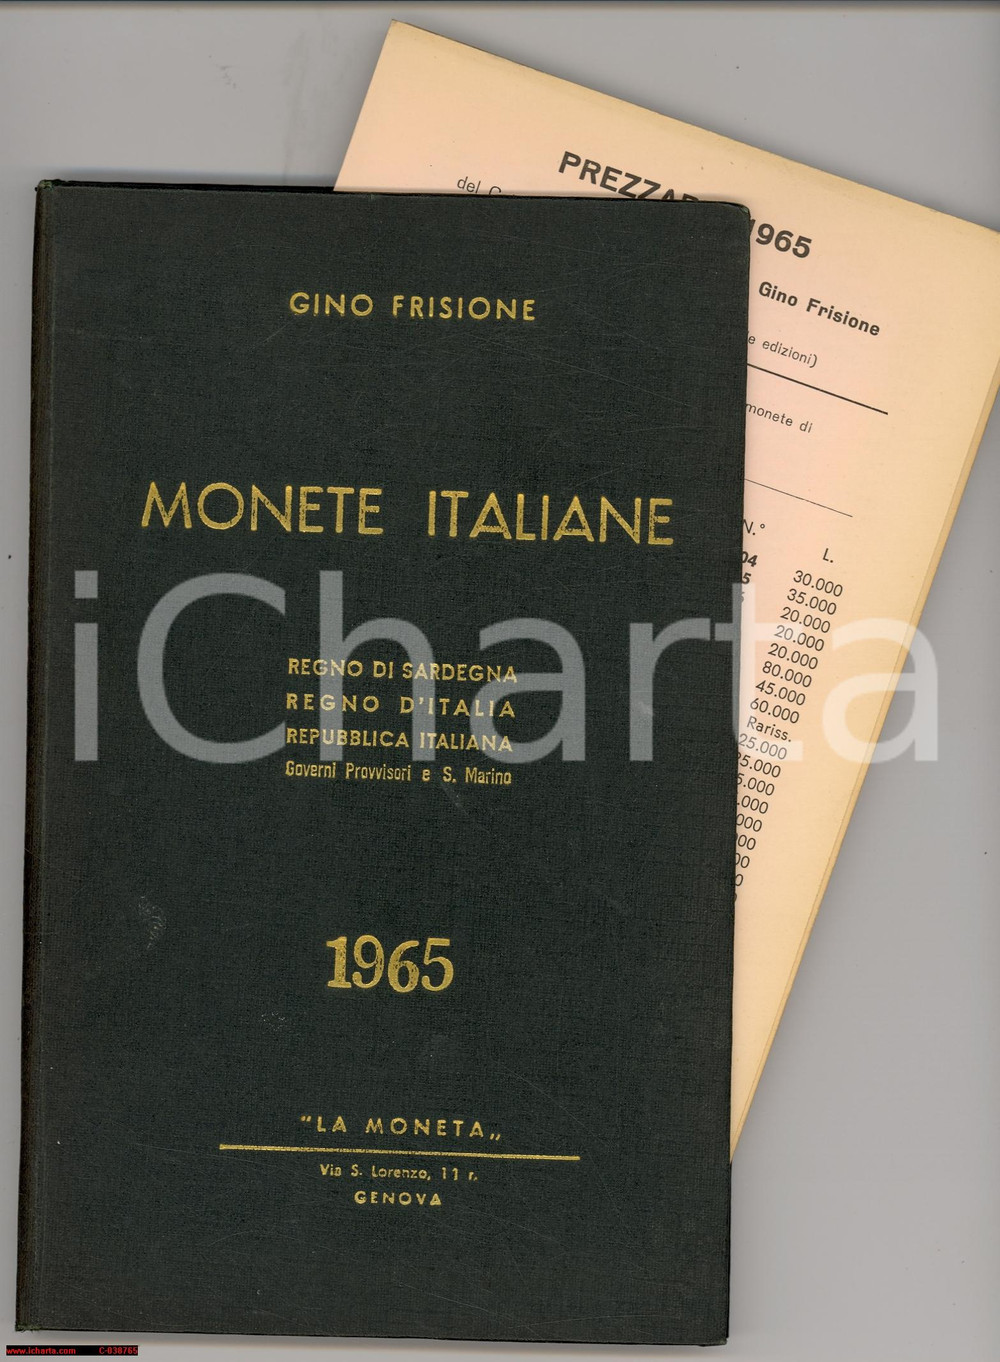 GINO FRISIONE
MONETE ITALIANE
REGNO DI SARDEGNA
REGNO D'ITALIA
REPUBBLICA ITALIANA
Governi Provvisori e S. Marino
1965
"LA MONETA„
Via S. Lorenzo, 11 r.
GENOVA
1965
del
Gino Frisione
edizioni)
monete di
N.°
L.
30.000
35.000
20.000
20.000
20.000
80.000
45.000
60.000
Rariss.
25.000
iCharta
www.icharta.com C-038765